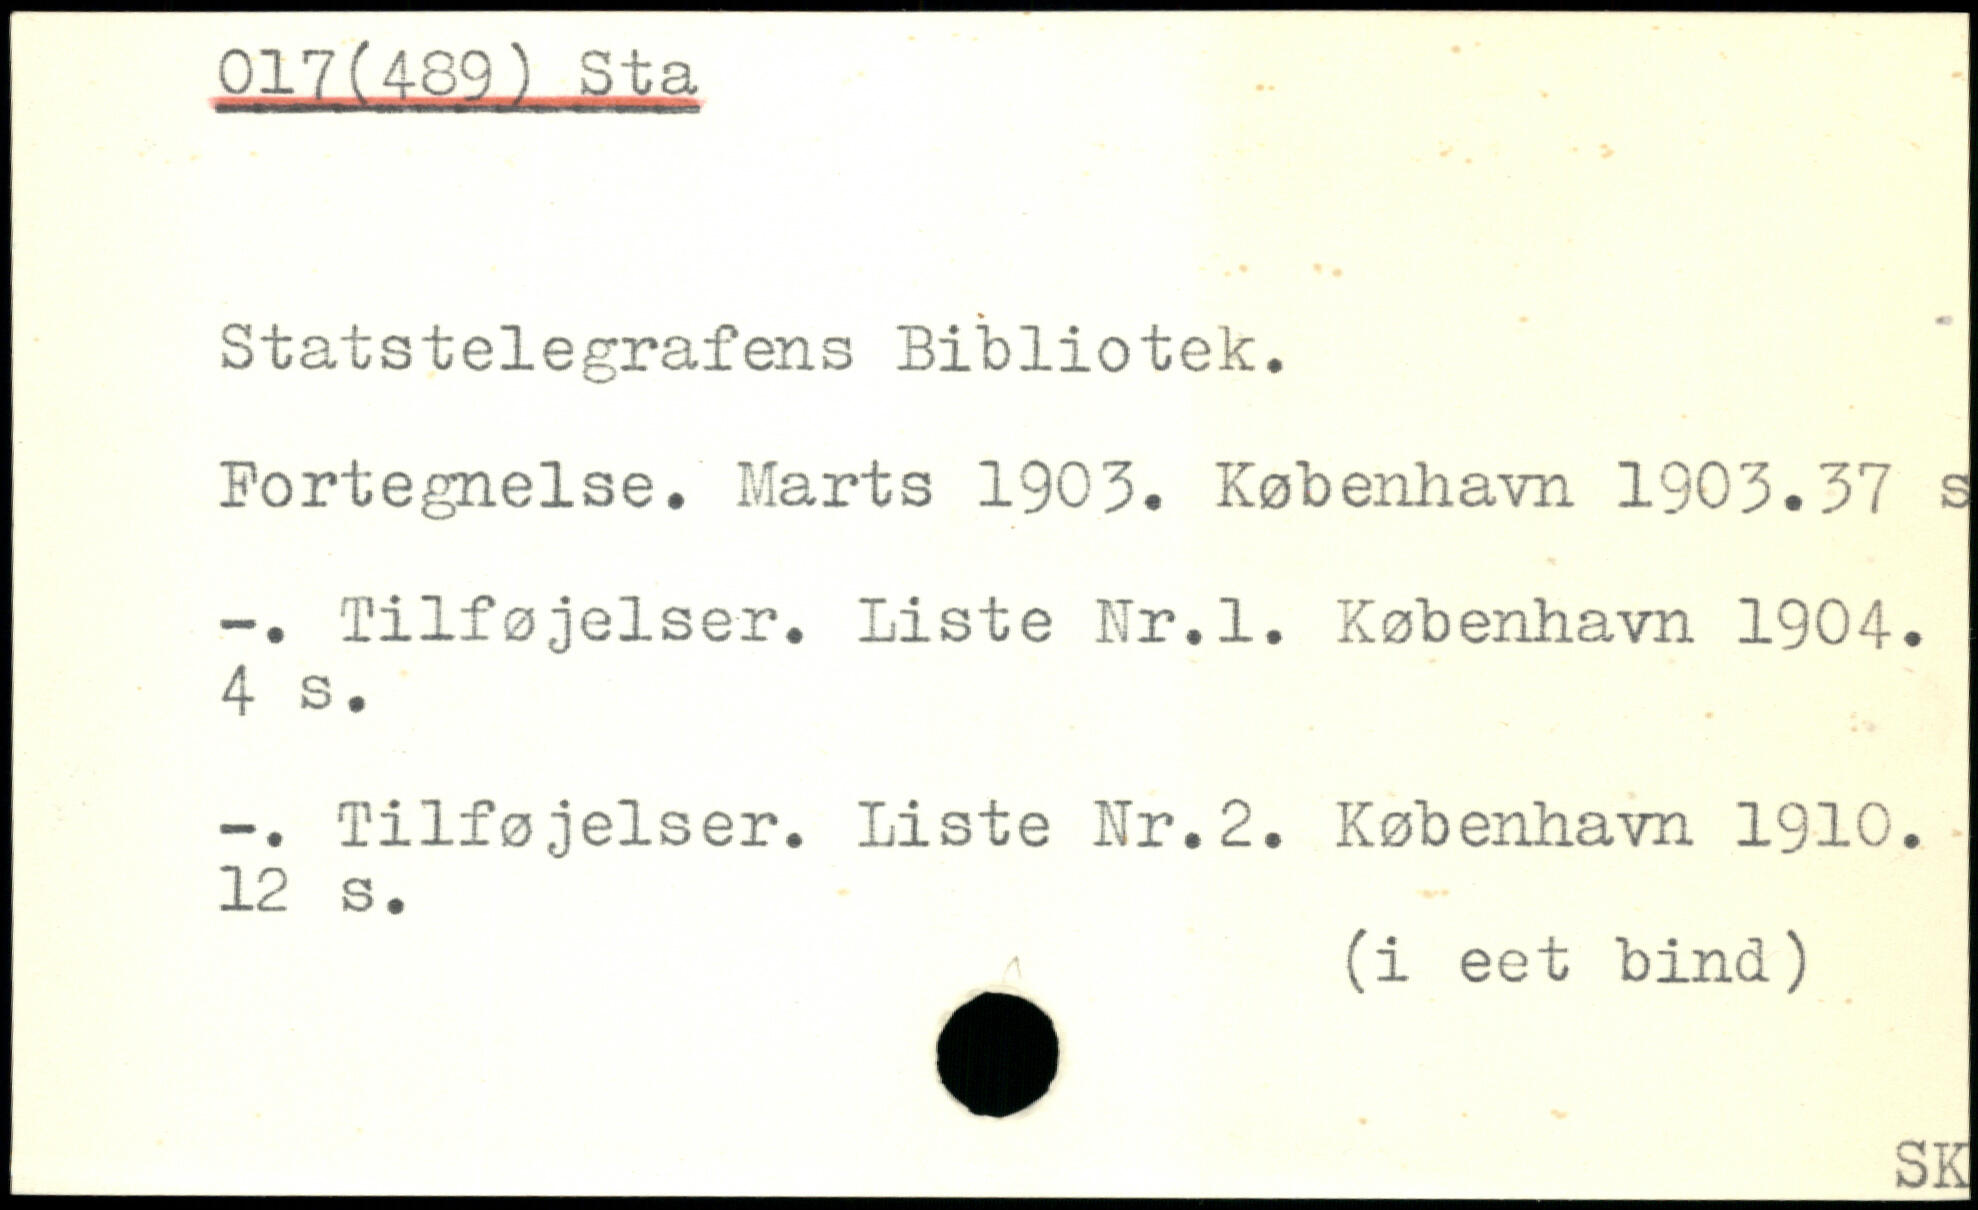 017(489) Sta
Statstelegrafens Bibliotek.
Fortegnelse. Marts 1903. København 1903.37 s
-. Tilføjelser. Liste Nr.1. København 1904.
4 s.
-. Tilføjelser. Liste Nr.2. København 1910.
12 s.
(i eet bind)
SK